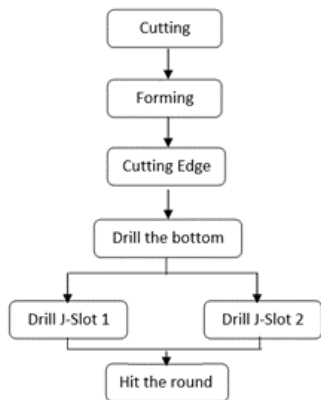 Cutting
Forming
Cutting Edge
Drill the bottom
Drill J-Slot 1
Drill J-Slot 2
Hit the round